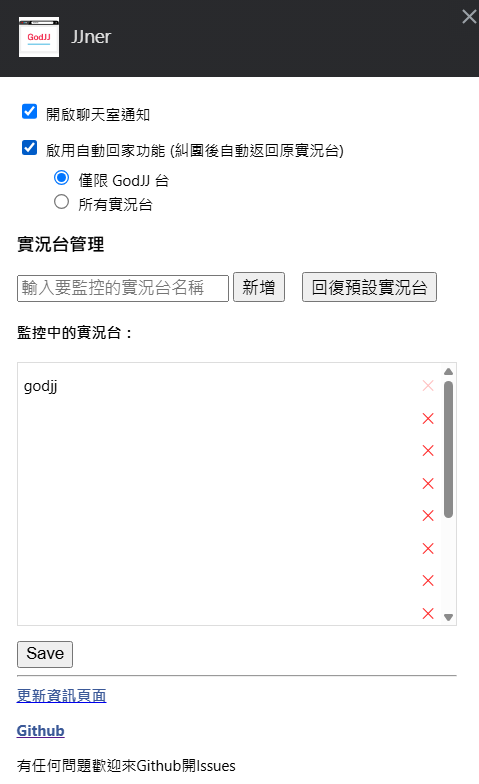 GodJJ
JJner
開啟聊天室通知
啟用自動回家功能 (糾團後自動返回原實況台)
僅限 GodJJ 台
所有實況台
實況台管理
輸入要監控的實況台名稱 新增 回復預設實況台
監控中的實況台：
godjj
Save
更新資訊頁面
Github
有任何問題歡迎來Github開Issues